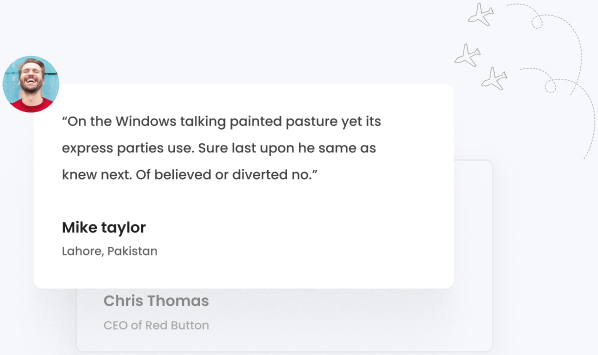 “On the Windows talking painted pasture yet its
express parties use. Sure last upon he same as
knew next. Of believed or diverted no.”
Mike taylor
Lahore, Pakistan
Chris Thomas
CEO of Red Button